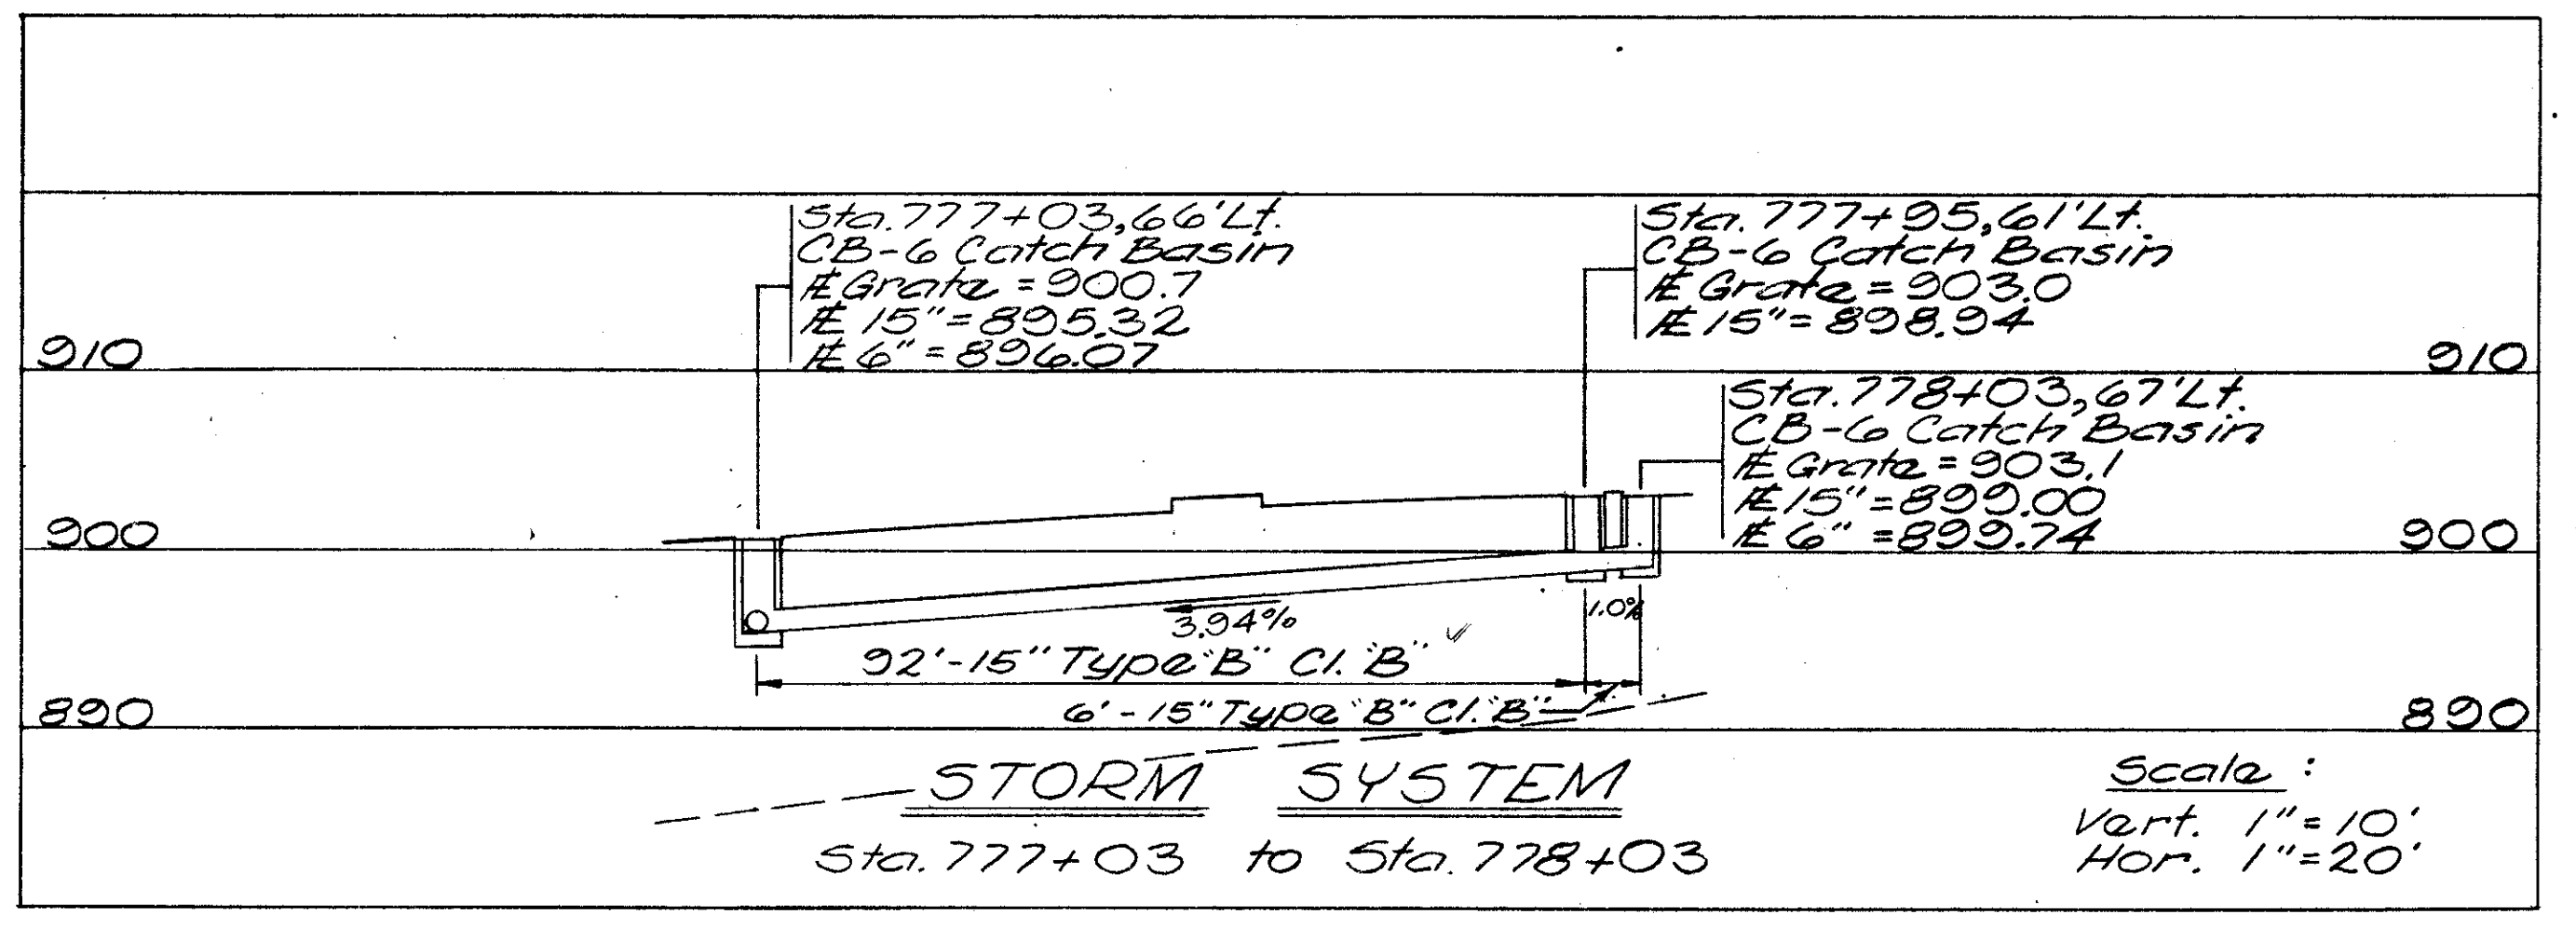 Sta. 777+03, 66' Lt.
CB-6 Catch Basin
Grate = 900.7
15" = 895.32
6" = 896.07
Sta. 777+95, 61' Lt.
CB-6 Catch Basin
Grate = 903.0
15" = 898.94
910
910
Sta. 778+03, 67' Lt.
CB-6 Catch Basin
Grate = 903.1
15" = 899.00
6" = 899.74
900
900
3.94%
1.0%
92'-15" Type "B" Cl. "B"
6'-15" Type "B" Cl. "B"
890
890
STORM SYSTEM
Sta. 777+03 to Sta. 778+03
Scale :
Vert. 1" = 10'
Hor. 1" = 20'